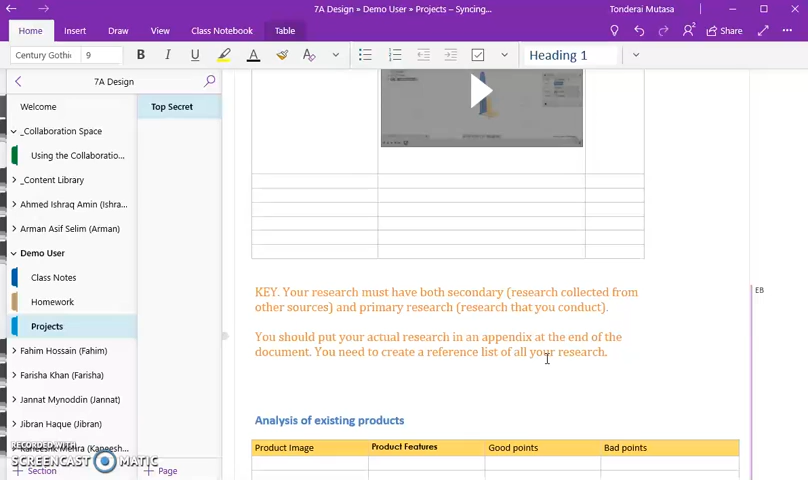 7A Design » Demo User » Projects – Syncing...
Tonderai Mutasa
Home
Insert
Draw
View
Class Notebook
Table
Share
Century Gothi
9
B
I
U
A
Heading 1
7A Design
Welcome
_Collaboration Space
Using the Collaboratio...
_Content Library
Ahmed Ishraq Amin (Ishra...
Arman Asif Selim (Arman)
Demo User
Class Notes
Homework
Projects
Fahim Hossain (Fahim)
Farisha Khan (Farisha)
Jannat Mynoddin (Jannat)
Jibran Haque (Jibran)
Kaneeshk Mehra (Kaneesh...
Section
Page
Top Secret
KEY. Your research must have both secondary (research collected from
other sources) and primary research (research that you conduct).
You should put your actual research in an appendix at the end of the
document. You need to create a reference list of all your research.
EB
Analysis of existing products
Product Image
Product Features
Good points
Bad points
RECORDED WITH
SCREENCAST MATIC